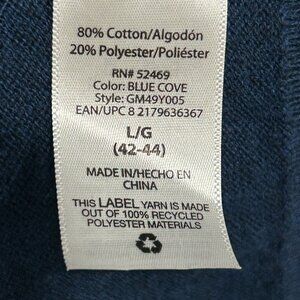 80% Cotton/Algodón
20% Polyester/Poliéster
RN# 52469
Color: BLUE COVE
Style: GM49Y005
EAN/UPC 8 2179636367
L/G
(42-44)
MADE IN/HECHO EN
CHINA
THIS LABEL YARN IS MADE
OUT OF 100% RECYCLED
POLYESTER MATERIALS